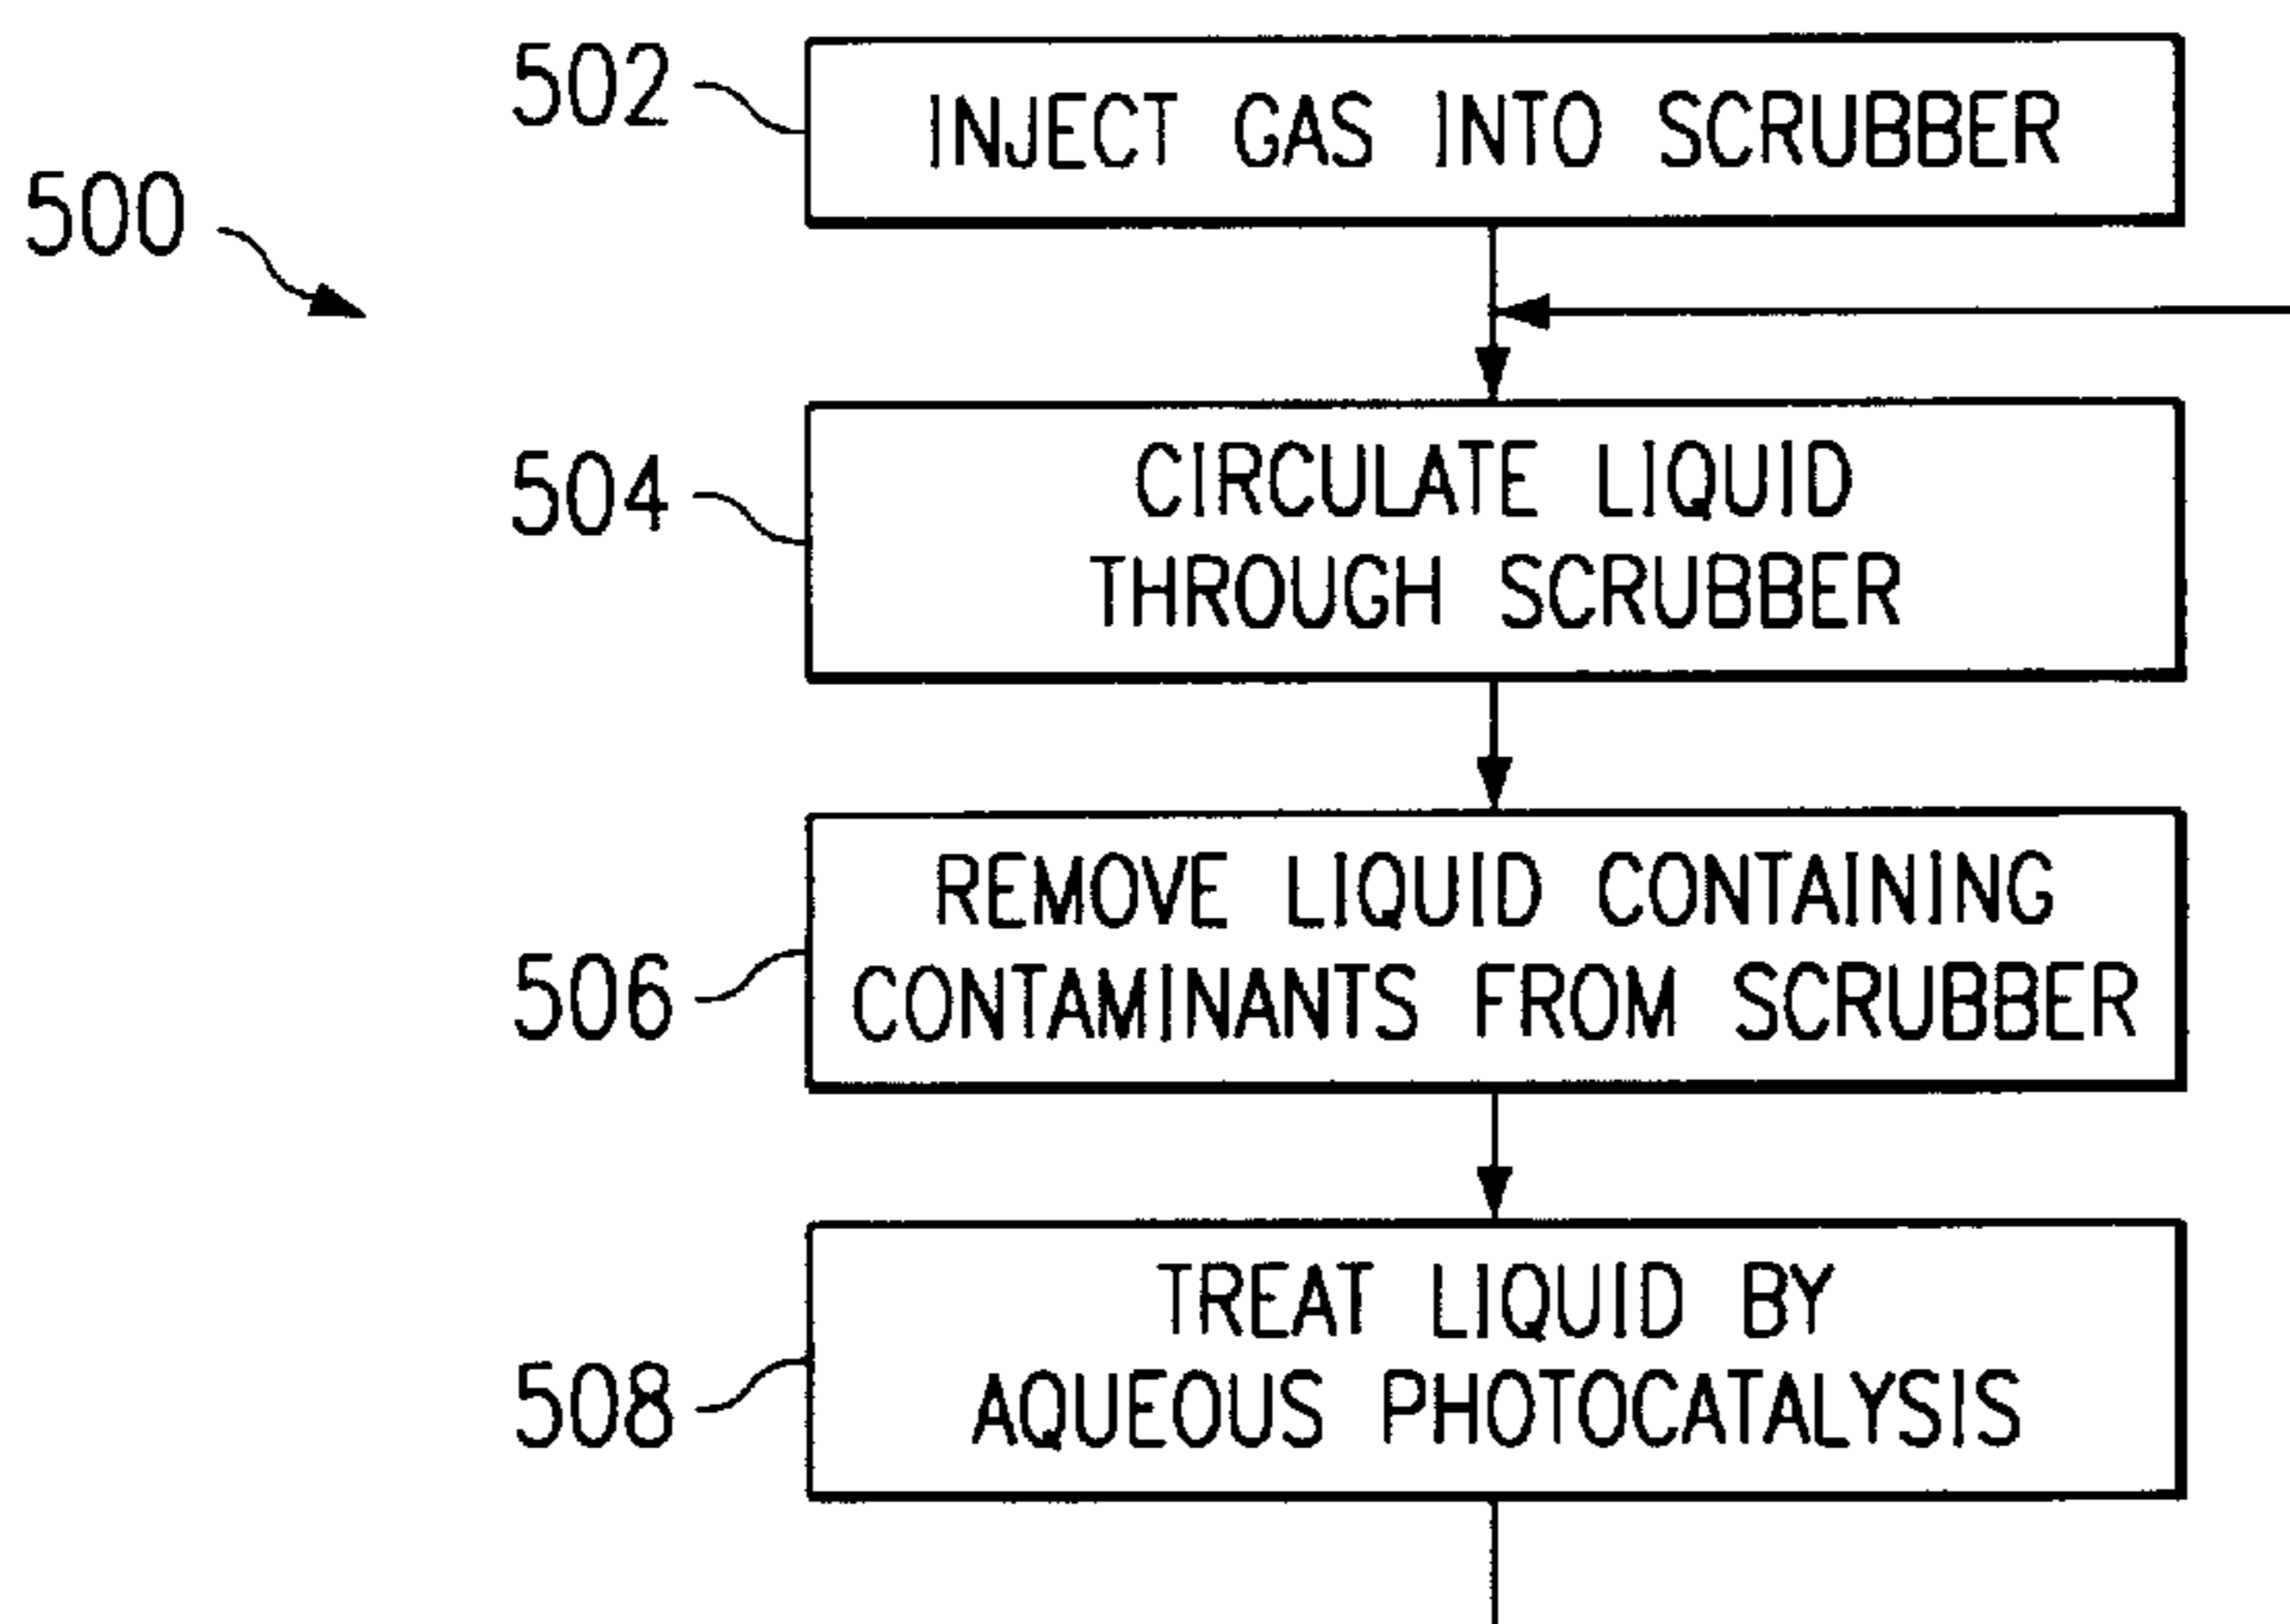 502
INJECT GAS INTO SCRUBBER
500
504
CIRCULATE LIQUID
THROUGH SCRUBBER
506
REMOVE LIQUID CONTAINING
CONTAMINANTS FROM SCRUBBER
508
TREAT LIQUID BY
AQUEOUS PHOTOCATALYSIS